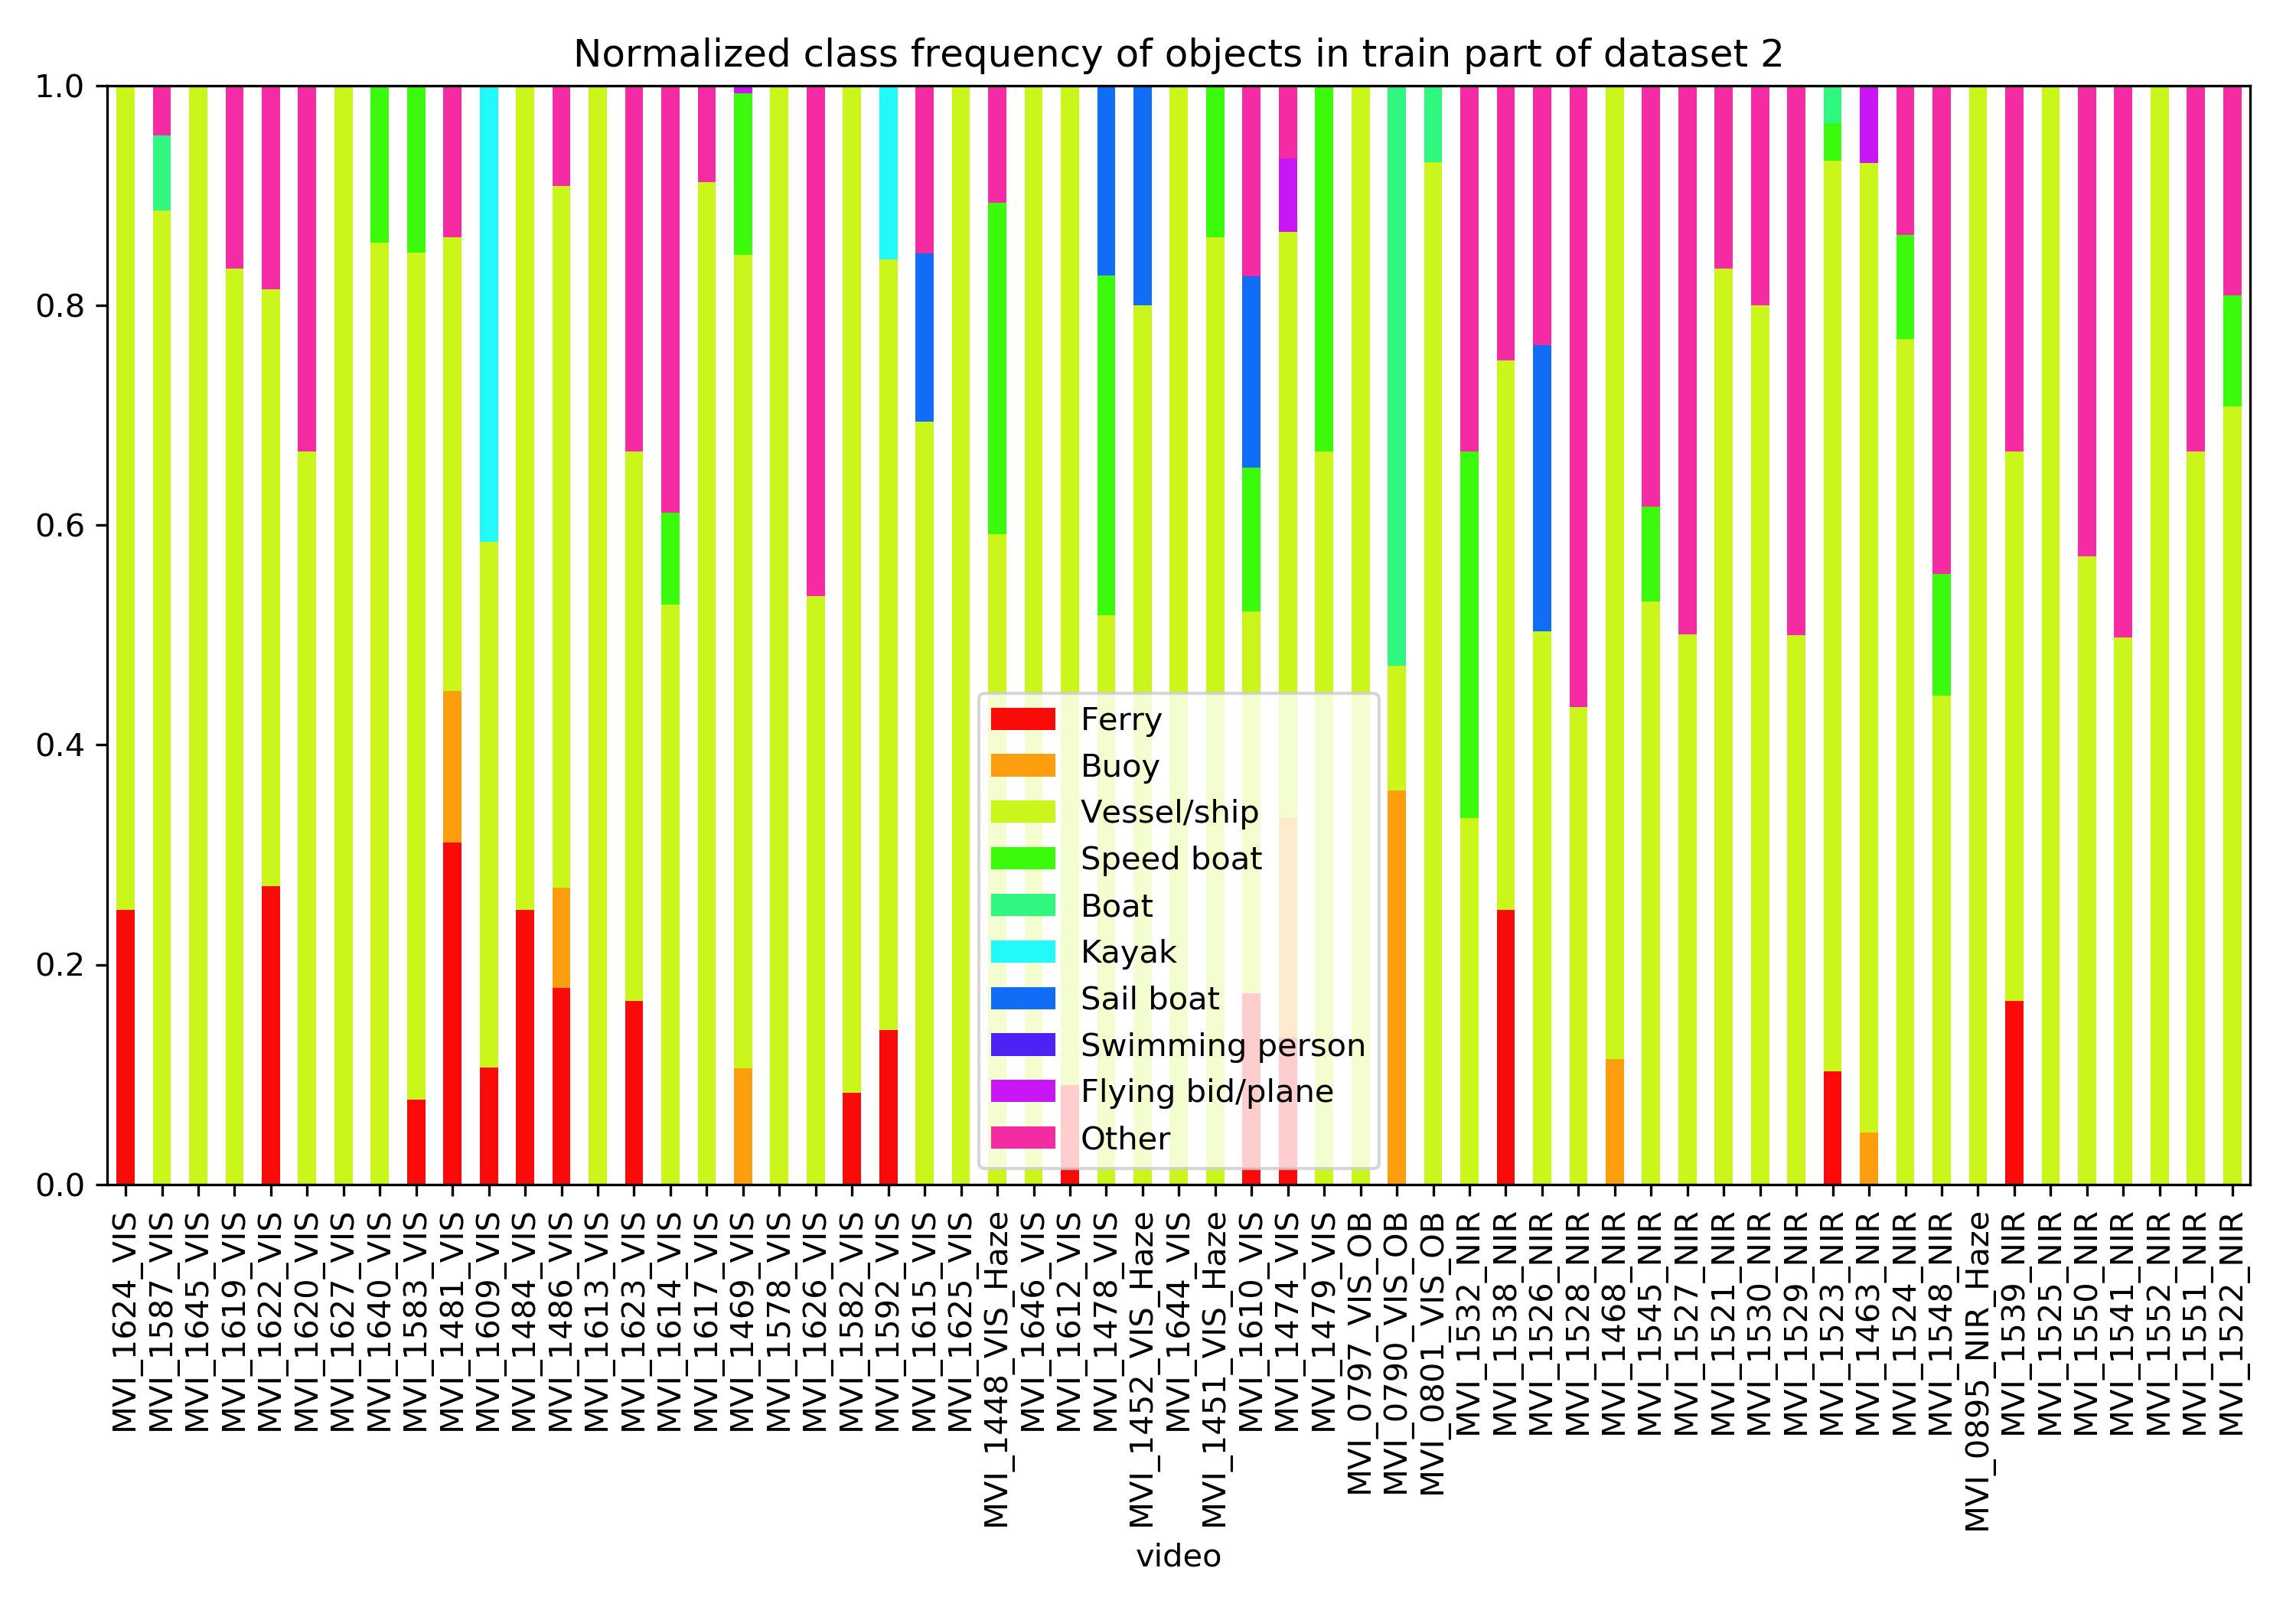 Normalized class frequency of objects in train part of dataset 2
1.0
0.8
0.6
0.4
0.2
0.0
Ferry
Buoy
Vessel/ship
Speed boat
Boat
Kayak
Sail boat
Swimming person
Flying bid/plane
Other
MVI_1624_VIS
MVI_1587_VIS
MVI_1645_VIS
MVI_1619_VIS
MVI_1622_VIS
MVI_1620_VIS
MVI_1627_VIS
MVI_1640_VIS
MVI_1583_VIS
MVI_1481_VIS
MVI_1609_VIS
MVI_1484_VIS
MVI_1486_VIS
MVI_1613_VIS
MVI_1623_VIS
MVI_1614_VIS
MVI_1617_VIS
MVI_1469_VIS
MVI_1578_VIS
MVI_1626_VIS
MVI_1582_VIS
MVI_1592_VIS
MVI_1615_VIS
MVI_1625_VIS
MVI_1448_VIS_Haze
MVI_1646_VIS
MVI_1612_VIS
MVI_1478_VIS
MVI_1452_VIS_Haze
MVI_1644_VIS
MVI_1451_VIS_Haze
MVI_1610_VIS
MVI_1474_VIS
MVI_1479_VIS
MVI_0797_VIS_OB
MVI_0790_VIS_OB
MVI_0801_VIS_OB
MVI_1532_NIR
MVI_1538_NIR
MVI_1526_NIR
MVI_1528_NIR
MVI_1468_NIR
MVI_1545_NIR
MVI_1527_NIR
MVI_1521_NIR
MVI_1530_NIR
MVI_1529_NIR
MVI_1523_NIR
MVI_1463_NIR
MVI_1524_NIR
MVI_1548_NIR
MVI_0895_NIR_Haze
MVI_1539_NIR
MVI_1525_NIR
MVI_1550_NIR
MVI_1541_NIR
MVI_1552_NIR
MVI_1551_NIR
MVI_1522_NIR
video